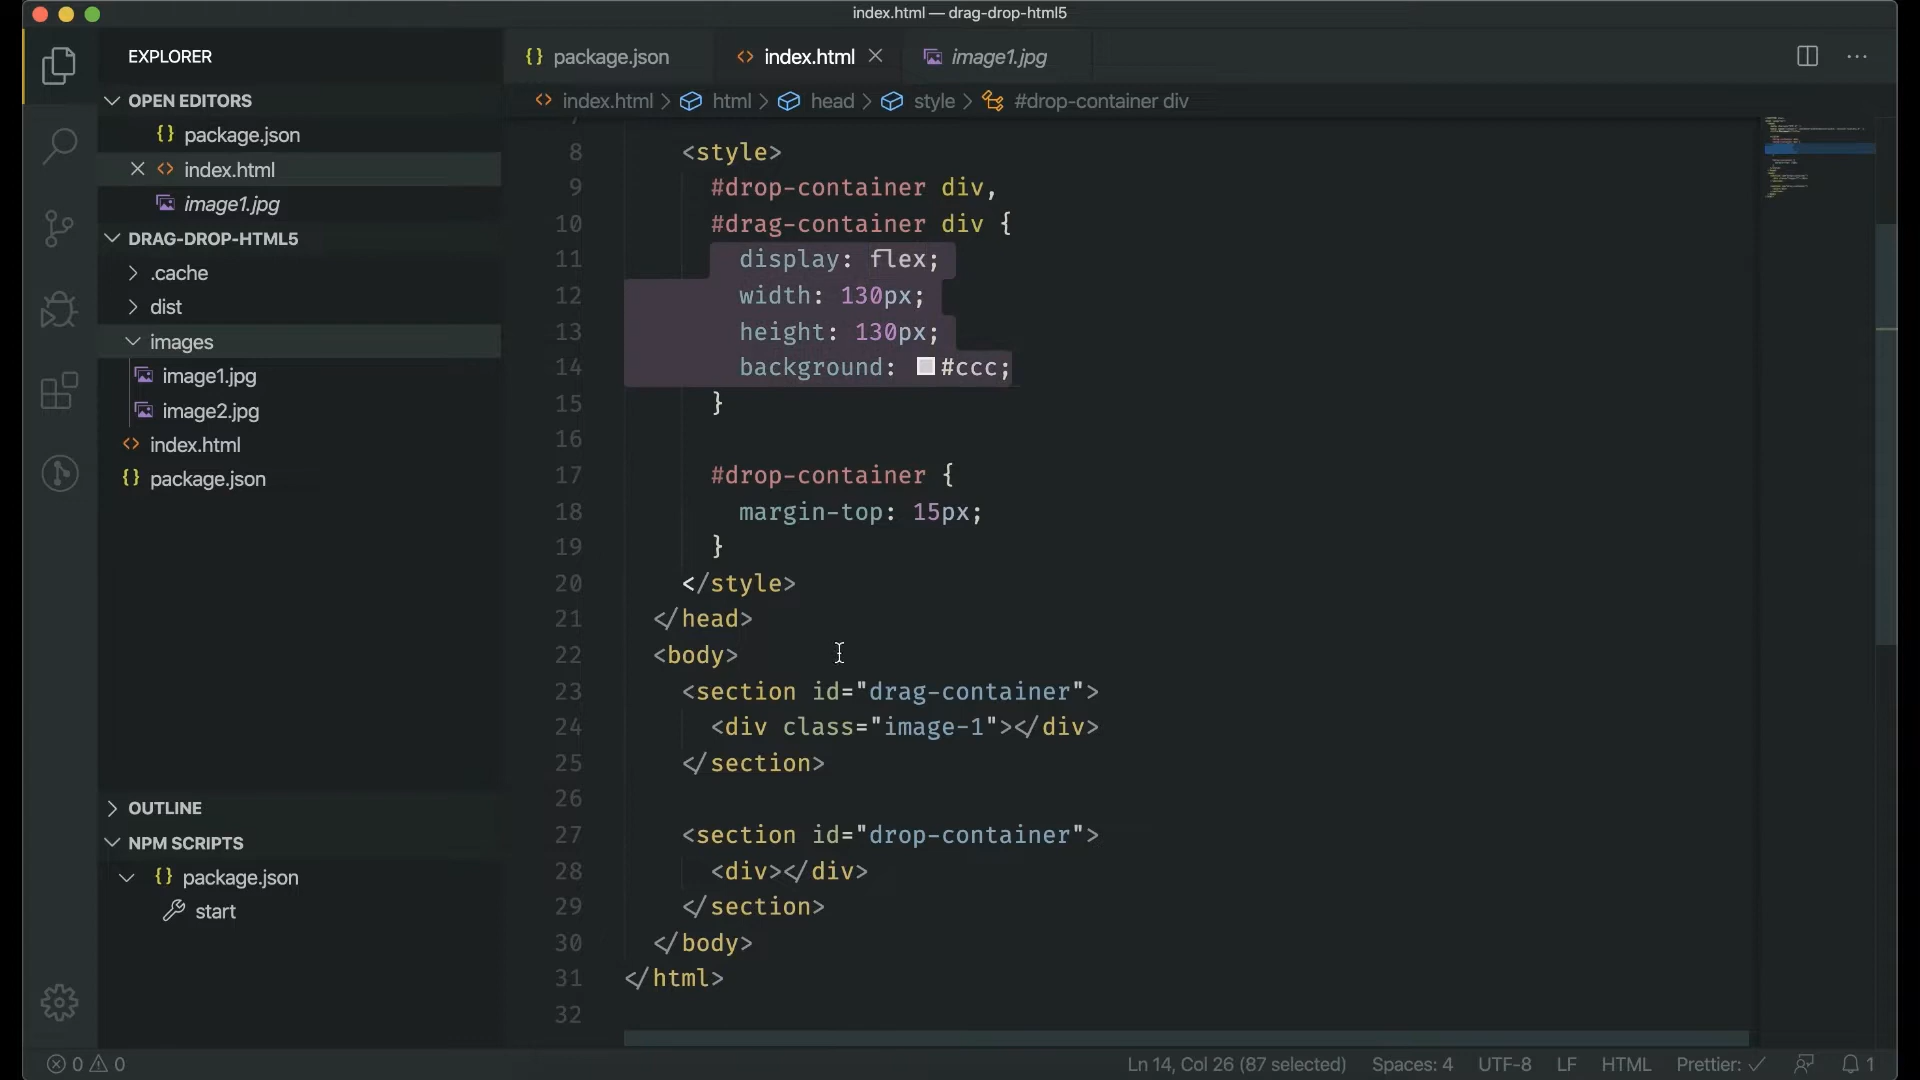 index.html — drag-drop-html5
EXPLORER
OPEN EDITORS
{} package.json
index.html
image1.jpg
DRAG-DROP-HTML5
.cache
dist
images
image1.jpg
image2.jpg
index.html
{} package.json
OUTLINE
NPM SCRIPTS
{} package.json
start
{} package.json
<> index.html
image1.jpg
<> index.html > html > head > style > #drop-container div
8 <style>
9 #drop-container div,
10 #drag-container div {
11 display: flex;
12 width: 130px;
13 height: 130px;
14 background: #ccc;
15 }
16
17 #drop-container {
18 margin-top: 15px;
19 }
20 </style>
21 </head>
22 <body>
23 <section id="drag-container">
24 <div class="image-1"></div>
25 </section>
26
27 <section id="drop-container">
28 <div></div>
29 </section>
30 </body>
31 </html>
32
0 0
Ln 14, Col 26 (87 selected) Spaces: 4 UTF-8 LF HTML Prettier: ✓ 1